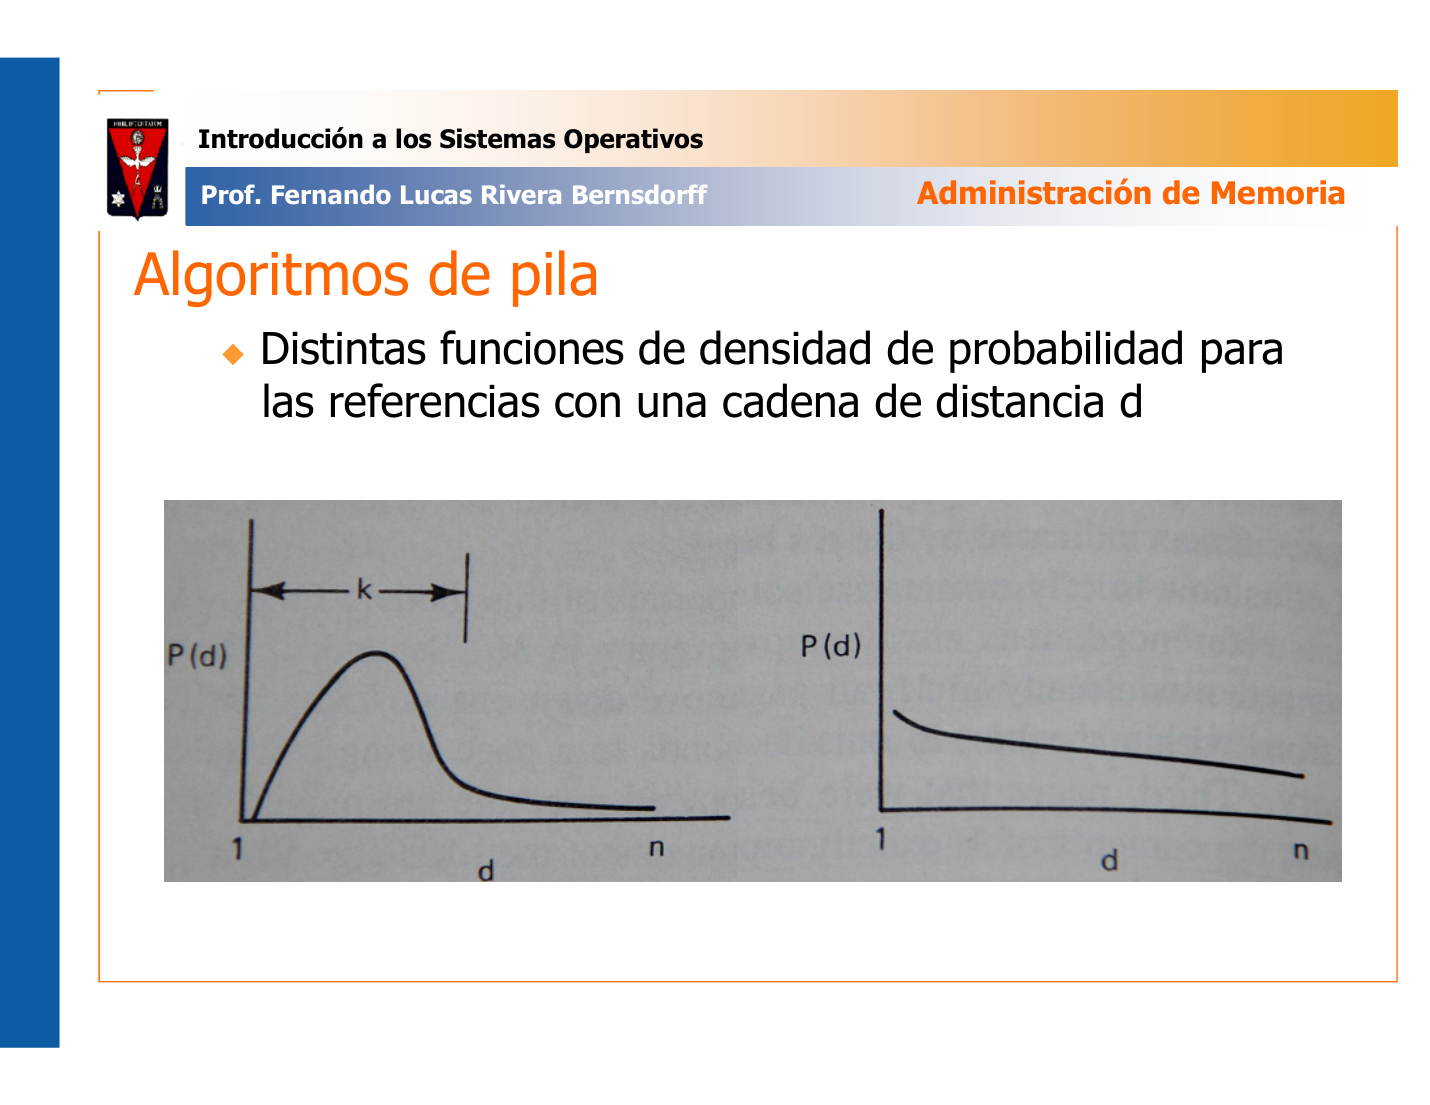 Introducción a los Sistemas Operativos
Prof. Fernando Lucas Rivera Bernsdorff
Administración de Memoria
Algoritmos de pila
Distintas funciones de densidad de probabilidad para
las referencias con una cadena de distancia d
k
P(d)
1
d
n
P(d)
1
d
n